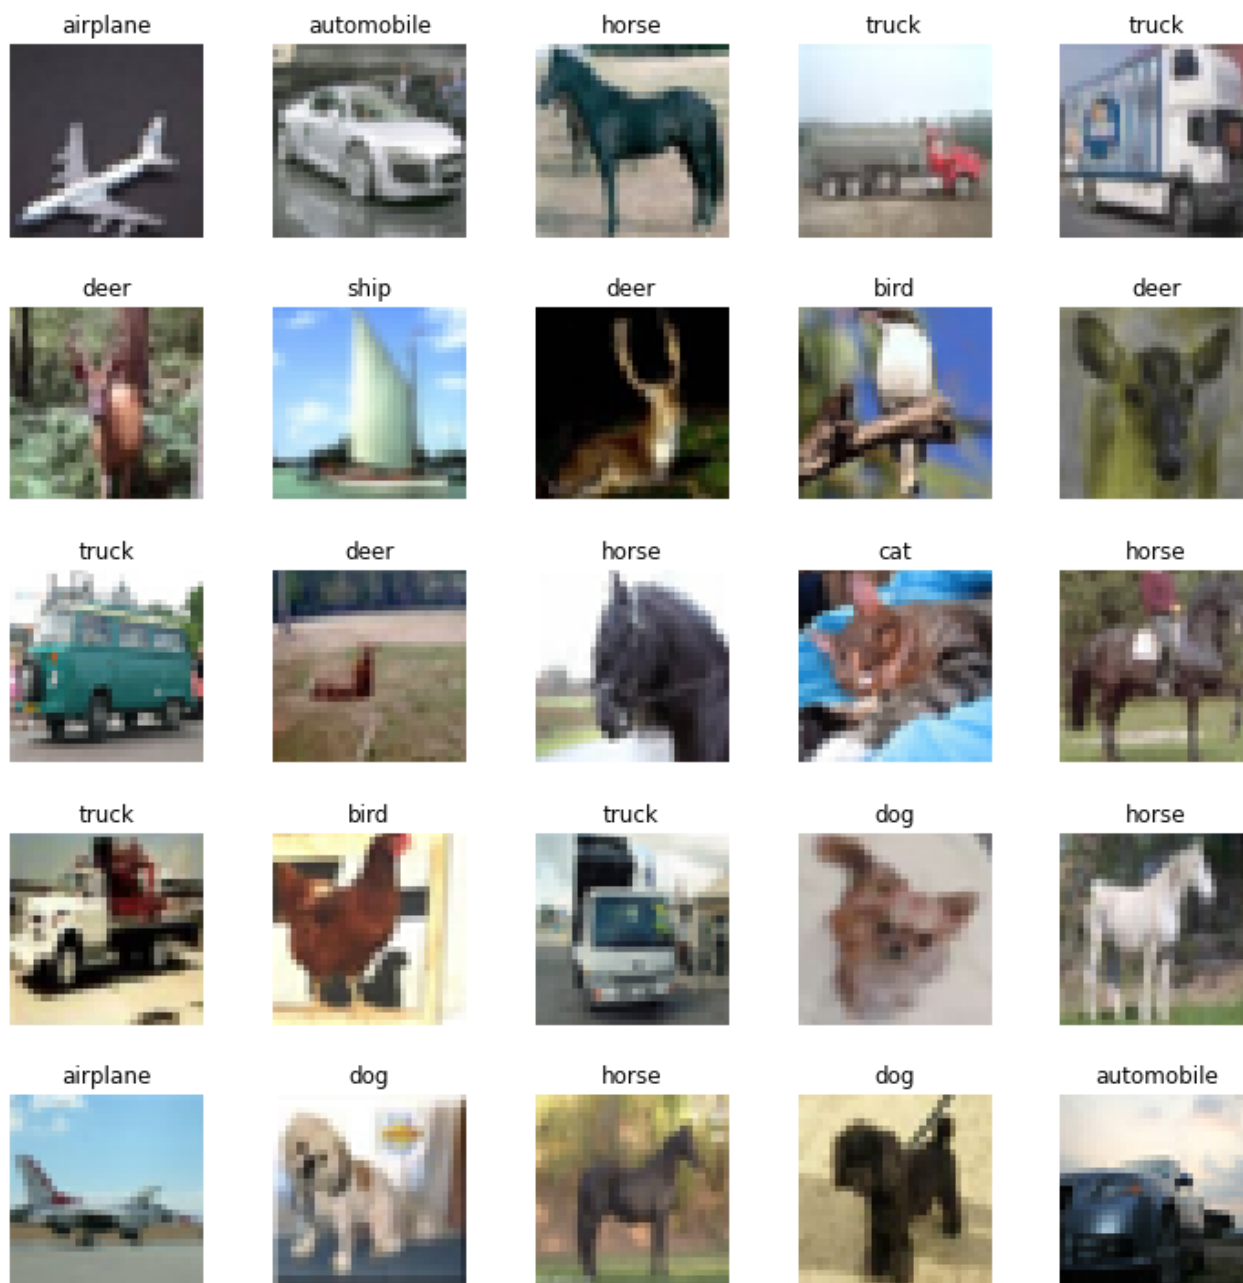 airplane automobile horse truck truck
deer ship deer bird deer
truck deer horse cat horse
truck bird truck dog horse
airplane dog horse dog automobile